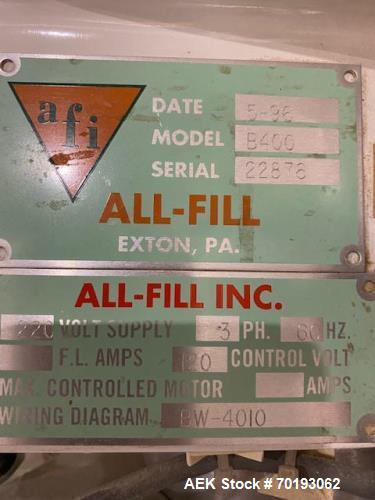 afi
DATE 5-96
MODEL B400
SERIAL 22876
ALL-FILL
EXTON, PA.
ALL-FILL INC.
220 VOLT SUPPLY 3 PH. 60 HZ.
F.L. AMPS 120 CONTROL VOLT
MAX. CONTROLLED MOTOR AMPS
WIRING DIAGRAM BW-4010
AEK Stock# 70193062